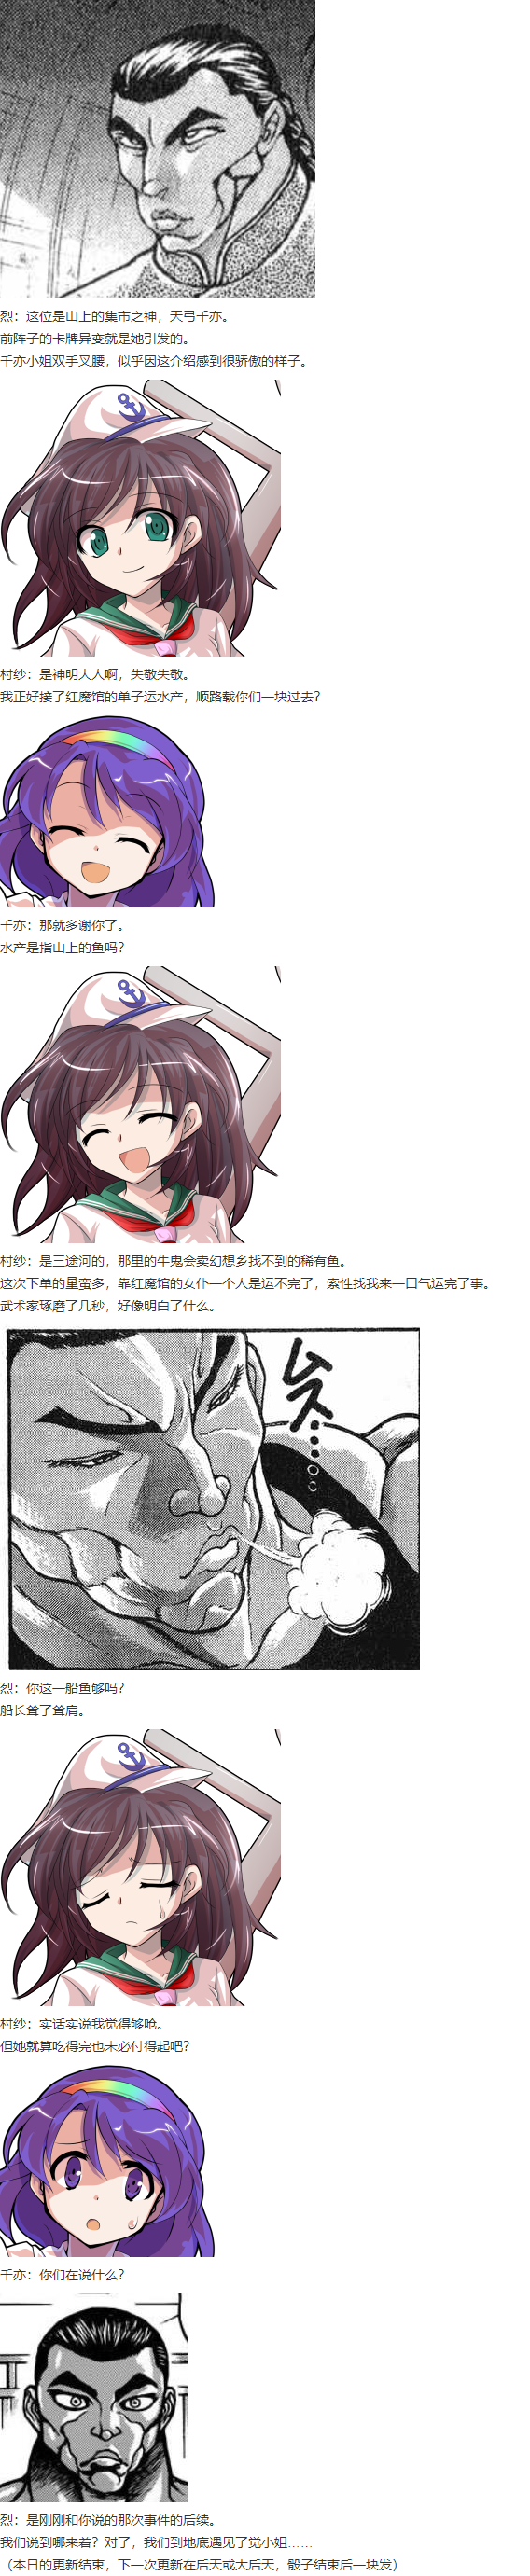 烈：这位是山上的集市之神，天弓千亦。
前阵子的卡牌异变就是她引发的。
千亦小姐双手叉腰，似乎因这介绍感到很骄傲的样子。
村纱：是神明大人啊，失敬失敬。
我正好接了红魔馆的单子运水产，顺路载你们一块过去？
千亦：那就多谢你了。
水产是指山上的鱼吗？
村纱：是三途河的，那里的牛鬼会卖幻想乡找不到的稀有鱼。
这次下单的量蛮多，靠红魔馆的女仆一个人是运不完了，索性找我来一口气运完了事。
武术家琢磨了几秒，好像明白了什么。
ムス…
烈：你这一船鱼够吗？
船长耸了耸肩。
村纱：实话实说我觉得够呛。
但她就算吃得完也未必付得起吧？
千亦：你们在说什么？
烈：是刚刚和你说的那次事件的后续。
我们说到哪来着？对了，我们到地底遇见了觉小姐……
（本日的更新结束，下一次更新在后天或大后天，骰子结束后一块发）